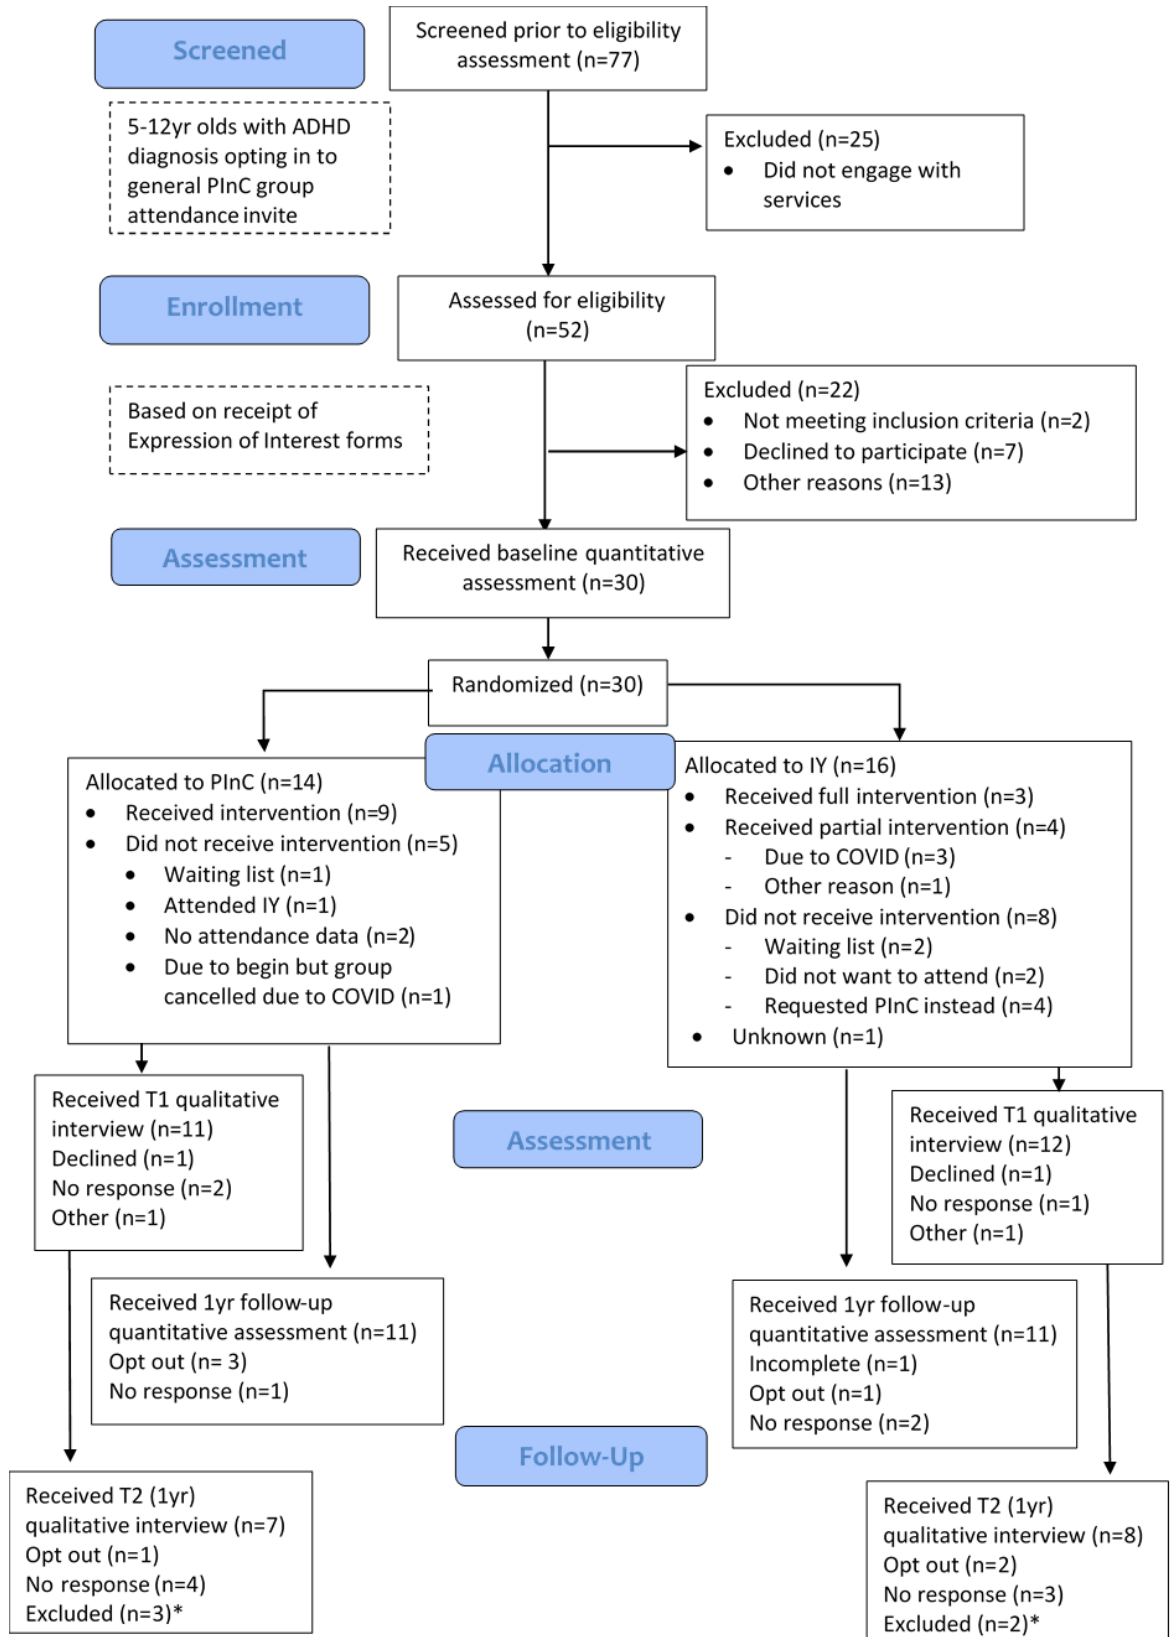 Screened
Screened prior to eligibility
assessment (n=77)
5-12yr olds with ADHD
diagnosis opting in to
general PInC group
attendance invite
Excluded (n=25)
• Did not engage with
services
Enrollment
Assessed for eligibility
(n=52)
Based on receipt of
Expression of Interest forms
Excluded (n=22)
• Not meeting inclusion criteria (n=2)
• Declined to participate (n=7)
• Other reasons (n=13)
Assessment
Received baseline quantitative
assessment (n=30)
Randomized (n=30)
Allocation
Allocated to PInC (n=14)
• Received intervention (n=9)
• Did not receive intervention (n=5)
• Waiting list (n=1)
• Attended IY (n=1)
• No attendance data (n=2)
• Due to begin but group
cancelled due to COVID (n=1)
Allocated to IY (n=16)
• Received full intervention (n=3)
• Received partial intervention (n=4)
- Due to COVID (n=3)
- Other reason (n=1)
• Did not receive intervention (n=8)
- Waiting list (n=2)
- Did not want to attend (n=2)
- Requested PInC instead (n=4)
• Unknown (n=1)
Assessment
Received T1 qualitative
interview (n=11)
Declined (n=1)
No response (n=2)
Other (n=1)
Received T1 qualitative
interview (n=12)
Declined (n=1)
No response (n=1)
Other (n=1)
Received 1yr follow-up
quantitative assessment (n=11)
Opt out (n= 3)
No response (n=1)
Received 1yr follow-up
quantitative assessment (n=11)
Incomplete (n=1)
Opt out (n=1)
No response (n=2)
Follow-Up
Received T2 (1yr)
qualitative interview (n=7)
Opt out (n=1)
No response (n=4)
Excluded (n=3)*
Received T2 (1yr)
qualitative interview (n=8)
Opt out (n=2)
No response (n=3)
Excluded (n=2)*